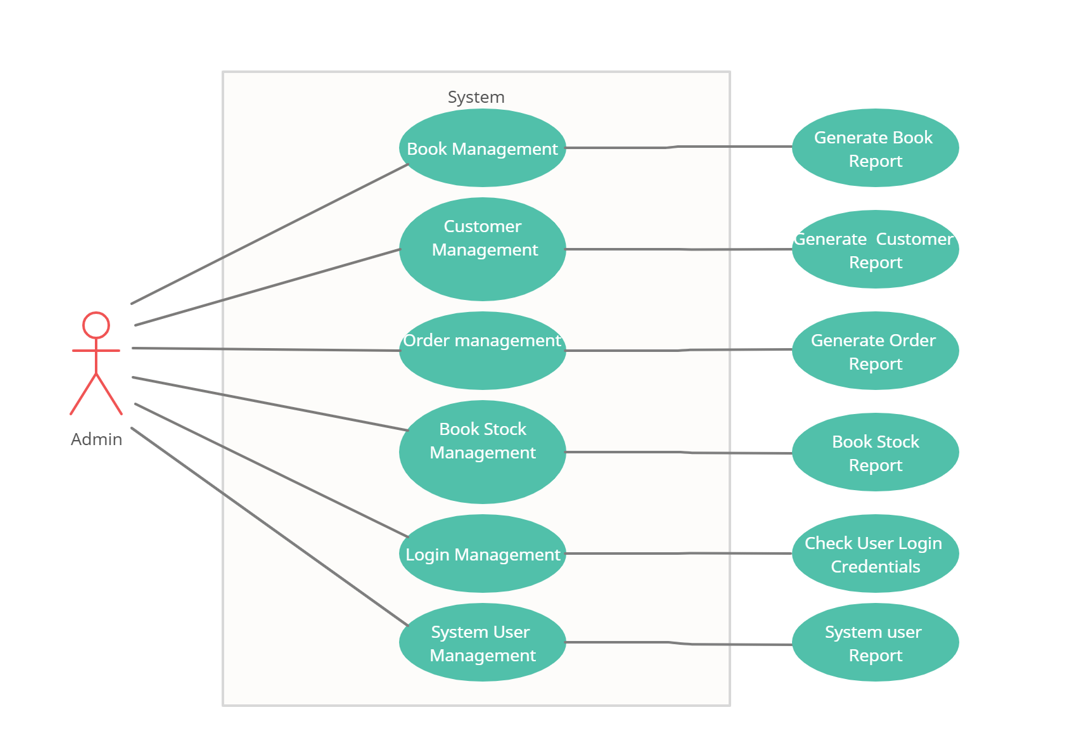 System
Book Management
Generate Book
Report
Customer
Management
Generate  Customer
Report
Order management
Generate Order
Report
Admin
Book Stock
Management
Book Stock
Report
Login Management
Check User Login
Credentials
System User
Management
System user
Report